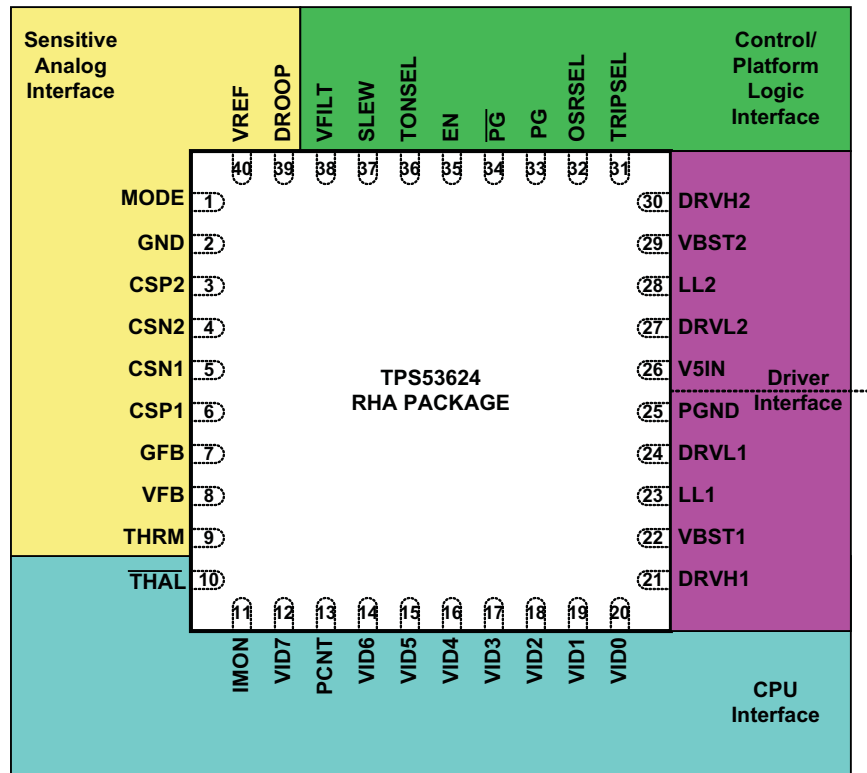 Sensitive
Analog
Interface
Control/
Platform
Logic
Interface
VREF
DROOP
VFILT
SLEW
TONSEL
EN
P̅G̅
PG
OSRSEL
TRIPSEL
40
39
38
37
36
35
34
33
32
31
MODE 1
GND 2
CSP2 3
CSN2 4
CSN1 5
CSP1 6
GFB 7
VFB 8
THRM 9
T̅H̅A̅L̅ 10
TPS53624
RHA PACKAGE
30 DRVH2
29 VBST2
28 LL2
27 DRVL2
26 V5IN
25 PGND
24 DRVL1
23 LL1
22 VBST1
21 DRVH1
Driver
Interface
11
12
13
14
15
16
17
18
19
20
IMON
VID7
PCNT
VID6
VID5
VID4
VID3
VID2
VID1
VID0
CPU
Interface